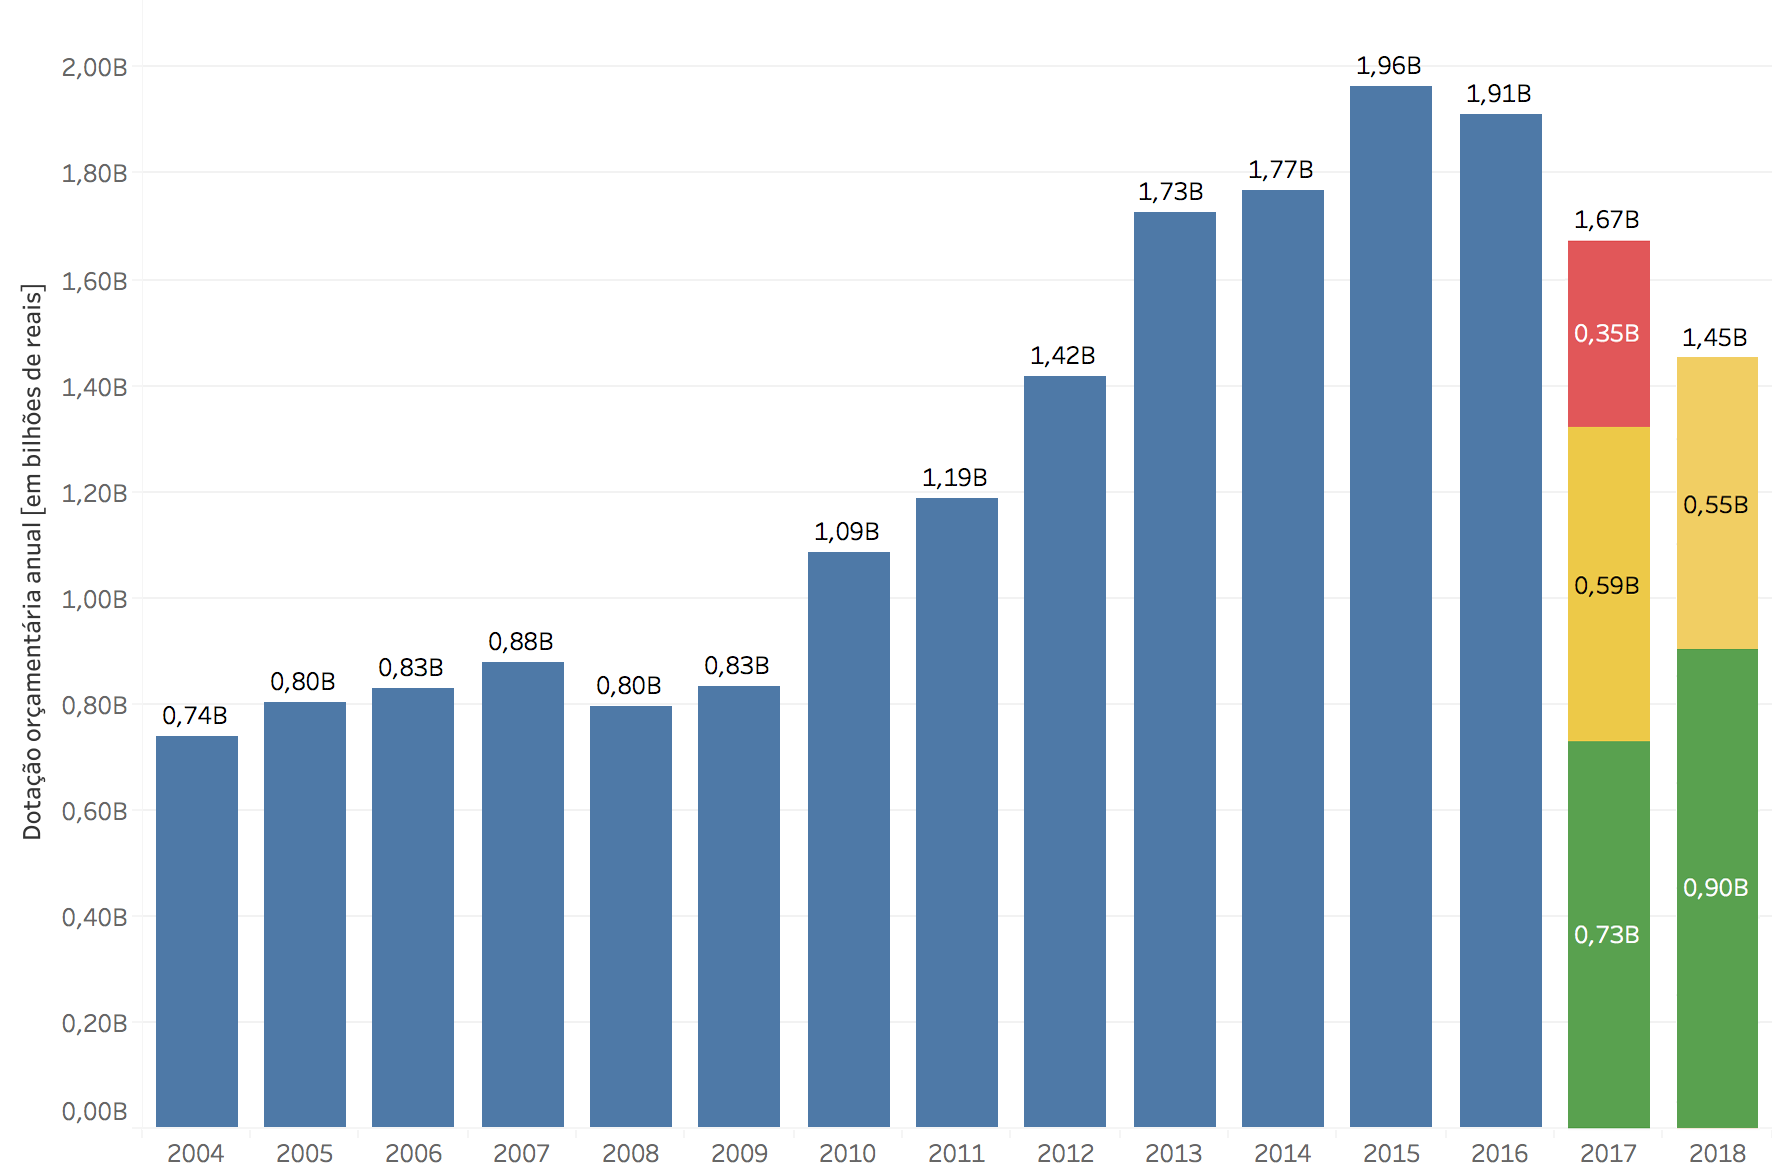 Dotação orçamentária anual [em bilhões de reais]
2,00B
1,80B
1,60B
1,40B
1,20B
1,00B
0,80B
0,60B
0,40B
0,20B
0,00B
0,74B
0,80B
0,83B
0,88B
0,80B
0,83B
1,09B
1,19B
1,42B
1,73B
1,77B
1,96B
1,91B
1,67B
0,35B
0,59B
0,73B
1,45B
0,55B
0,90B
2004 2005 2006 2007 2008 2009 2010 2011 2012 2013 2014 2015 2016 2017 2018